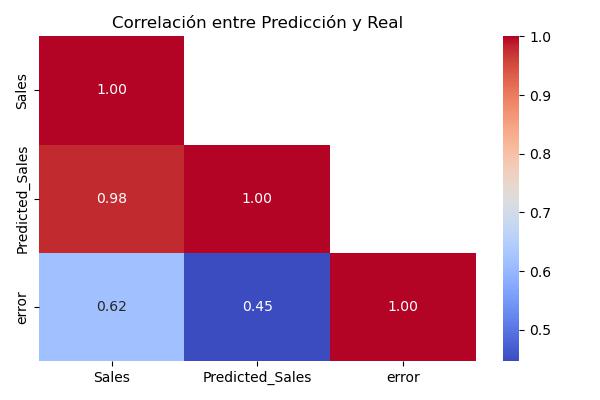 Correlación entre Predicción y Real
Sales
Predicted_Sales
error
1.00
0.98 1.00
0.62 0.45 1.00
Sales Predicted_Sales error
1.0
0.9
0.8
0.7
0.6
0.5